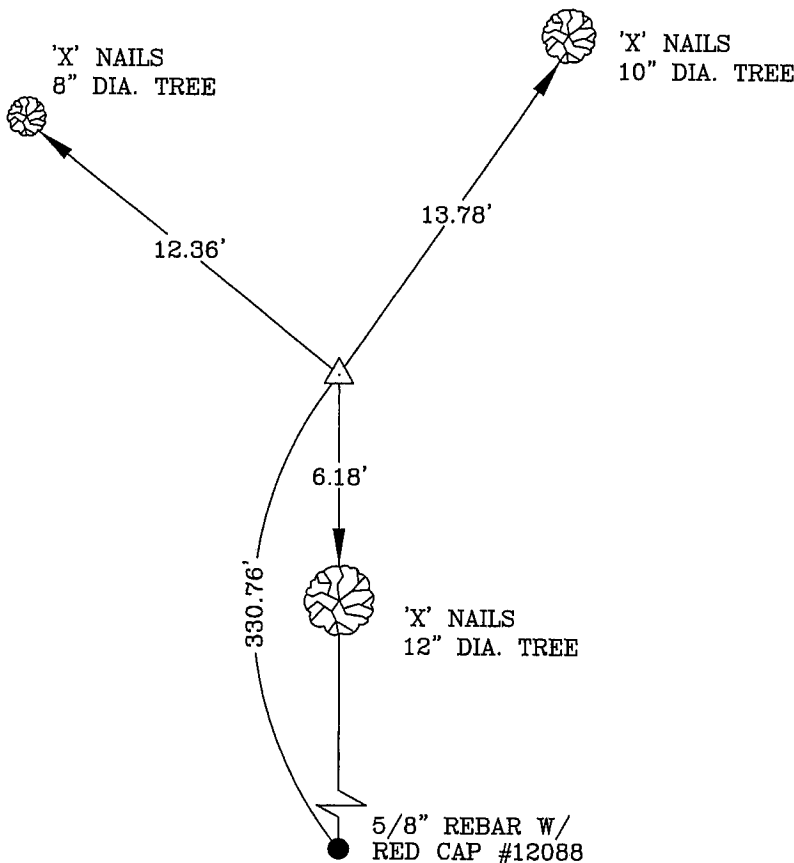 'X' NAILS
8" DIA. TREE
'X' NAILS
10" DIA. TREE
13.78'
12.36'
6.18'
330.76'
'X' NAILS
12" DIA. TREE
5/8" REBAR W/
RED CAP #12088